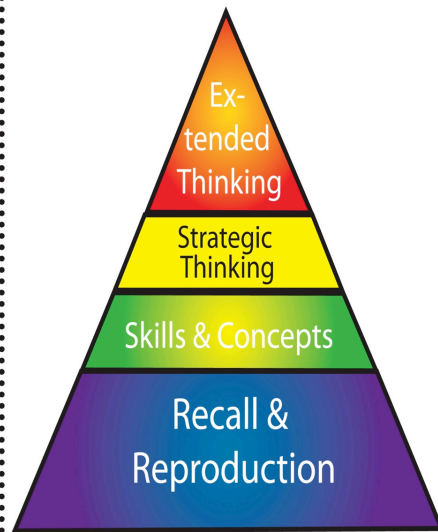 Ex-
tended
Thinking
Strategic
Thinking
Skills & Concepts
Recall &
Reproduction